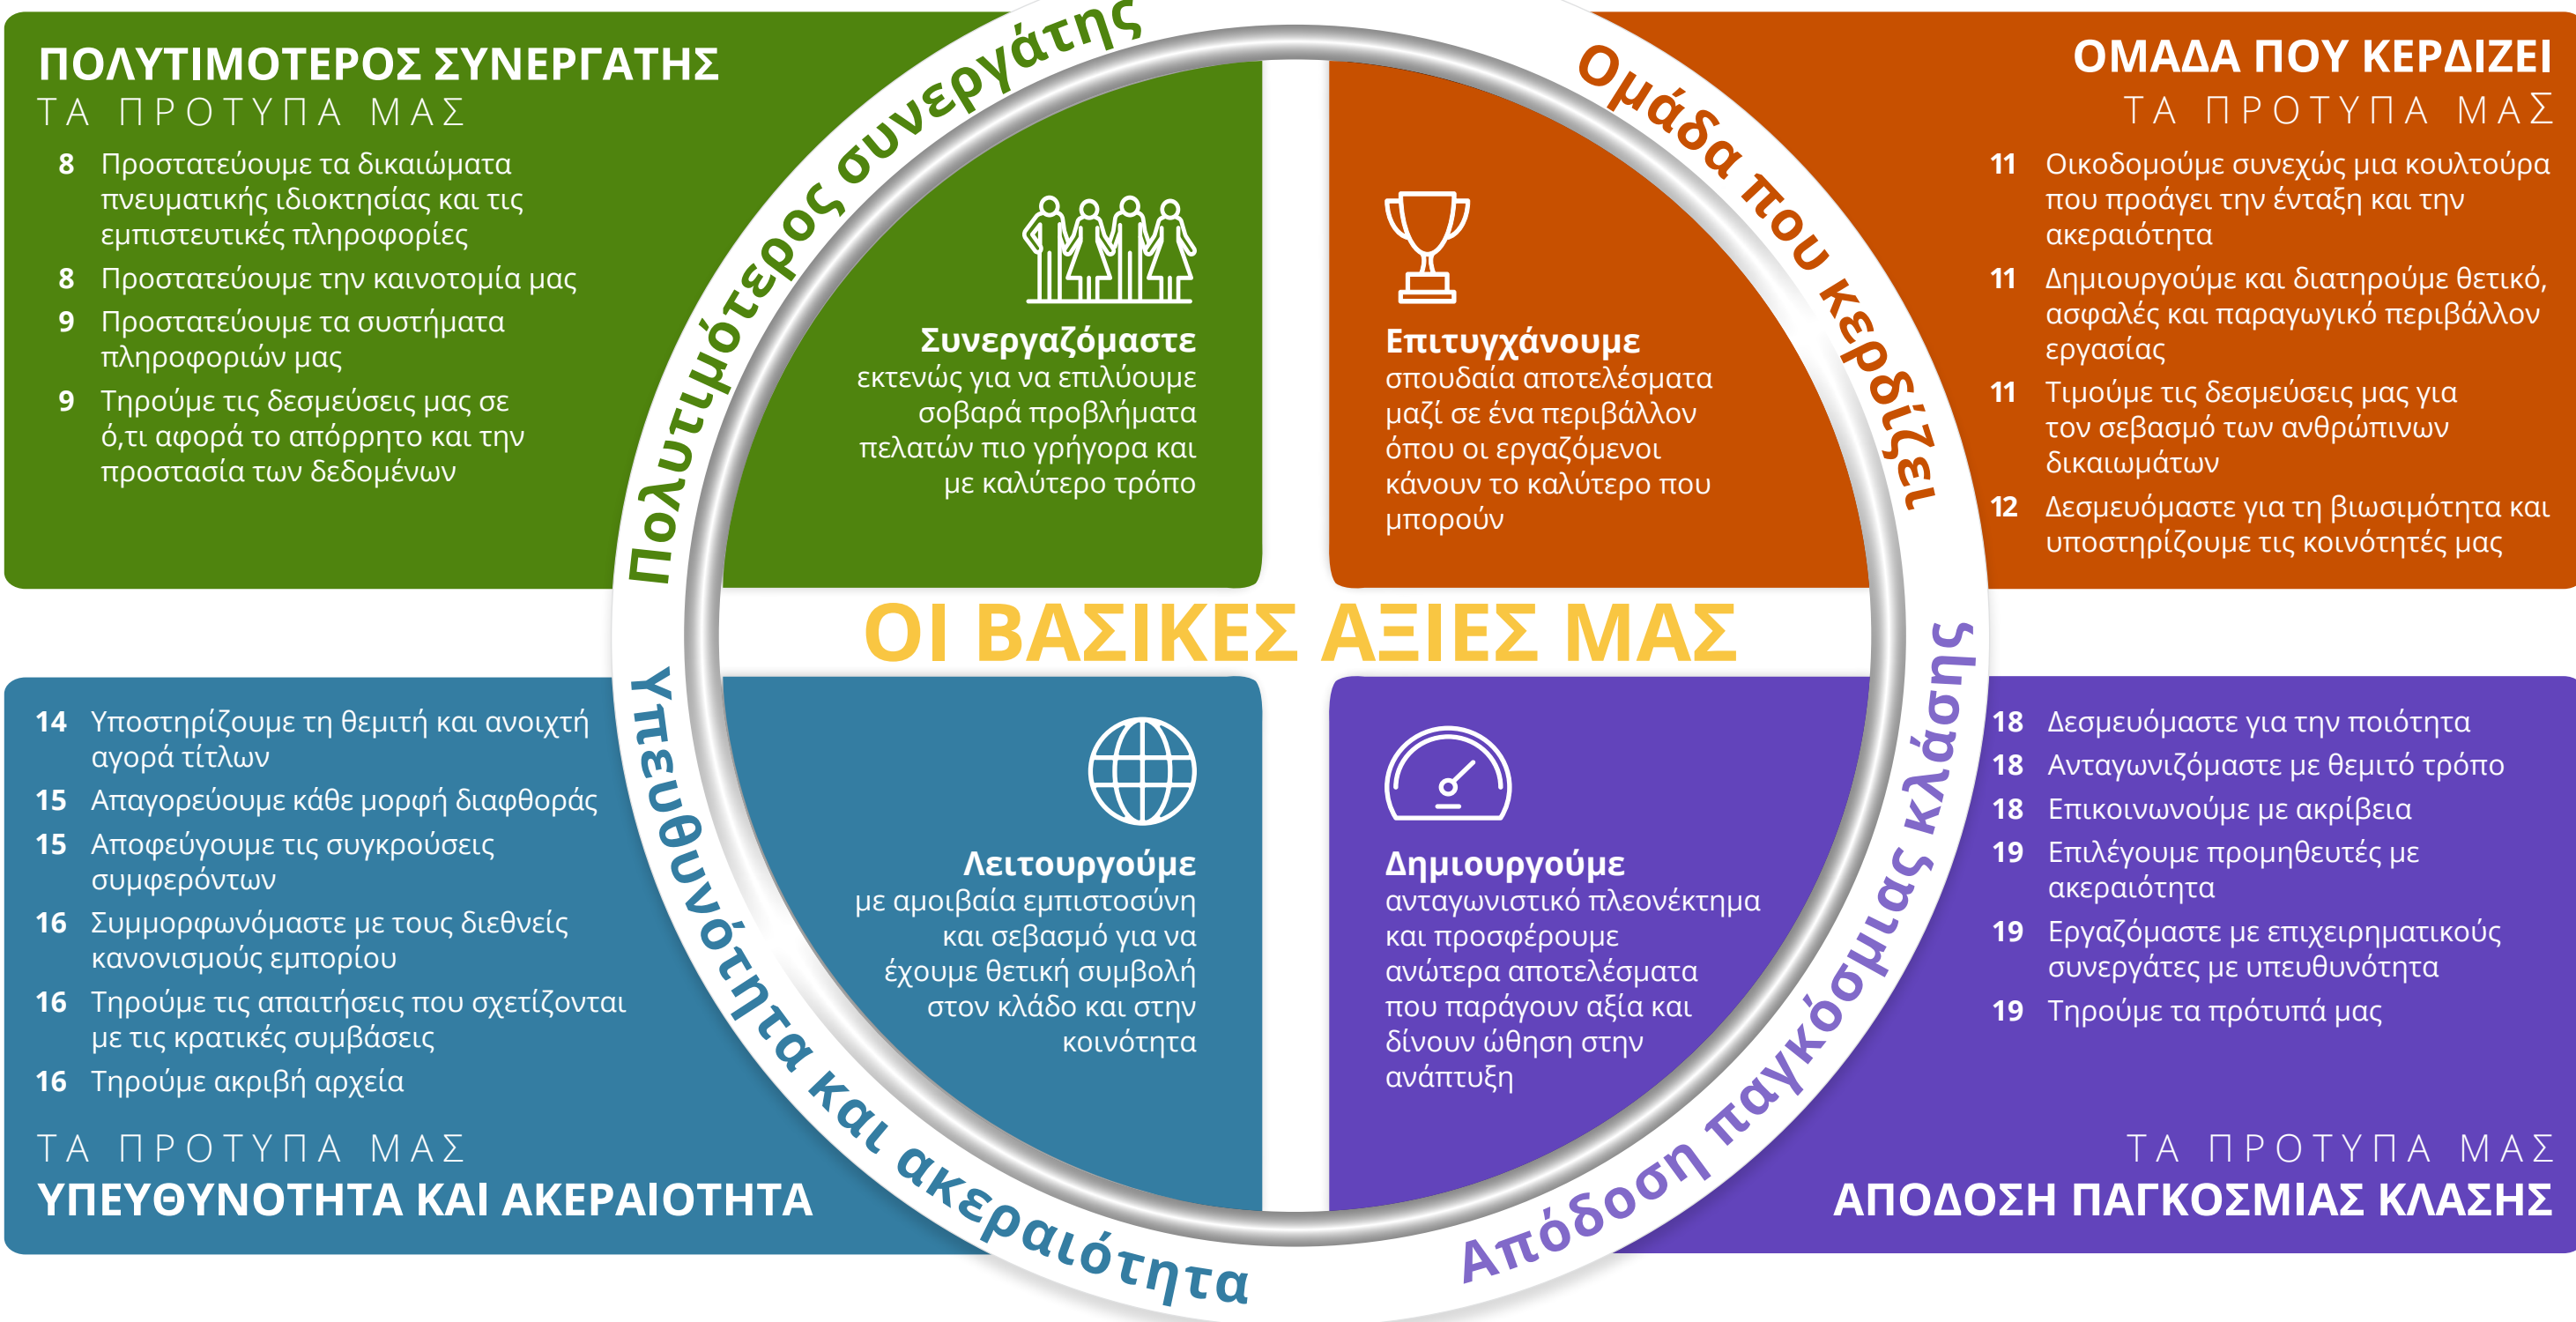 ΠΟΛΥΤΙΜΟΤΕΡΟΣ ΣΥΝΕΡΓΑΤΗΣ
ΤΑ ΠΡΟΤΥΠΑ ΜΑΣ
8 Προστατεύουμε τα δικαιώματα
πνευματικής ιδιοκτησίας και τις
εμπιστευτικές πληροφορίες
8 Προστατεύουμε την καινοτομία μας
9 Προστατεύουμε τα συστήματα
πληροφοριών μας
9 Τηρούμε τις δεσμεύσεις μας σε
ό,τι αφορά το απόρρητο και την
προστασία των δεδομένων
Πολυτιμότερος συνεργάτης
Συνεργαζόμαστε
εκτενώς για να επιλύουμε
σοβαρά προβλήματα
πελατών πιο γρήγορα και
με καλύτερο τρόπο
Επιτυγχάνουμε
σπουδαία αποτελέσματα
μαζί σε ένα περιβάλλον
όπου οι εργαζόμενοι
κάνουν το καλύτερο που
μπορούν
Ομάδα που κερδίζει
ΟΜΑΔΑ ΠΟΥ ΚΕΡΔΙΖΕΙ
ΤΑ ΠΡΟΤΥΠΑ ΜΑΣ
11 Οικοδομούμε συνεχώς μια κουλτούρα
που προάγει την ένταξη και την
ακεραιότητα
11 Δημιουργούμε και διατηρούμε θετικό,
ασφαλές και παραγωγικό περιβάλλον
εργασίας
11 Τιμούμε τις δεσμεύσεις μας για
τον σεβασμό των ανθρώπινων
δικαιωμάτων
12 Δεσμευόμαστε για τη βιωσιμότητα και
υποστηρίζουμε τις κοινότητές μας
ΟΙ ΒΑΣΙΚΕΣ ΑΞΙΕΣ ΜΑΣ
14 Υποστηρίζουμε τη θεμιτή και ανοιχτή
αγορά τίτλων
15 Απαγορεύουμε κάθε μορφή διαφθοράς
15 Αποφεύγουμε τις συγκρούσεις
συμφερόντων
16 Συμμορφωνόμαστε με τους διεθνείς
κανονισμούς εμπορίου
16 Τηρούμε τις απαιτήσεις που σχετίζονται
με τις κρατικές συμβάσεις
16 Τηρούμε ακριβή αρχεία
ΤΑ ΠΡΟΤΥΠΑ ΜΑΣ
ΥΠΕΥΘΥΝΟΤΗΤΑ ΚΑΙ ΑΚΕΡΑΙΟΤΗΤΑ
Υπευθυνότητα και ακεραιότητα
Λειτουργούμε
με αμοιβαία εμπιστοσύνη
και σεβασμό για να
έχουμε θετική συμβολή
στον κλάδο και στην
κοινότητα
Δημιουργούμε
ανταγωνιστικό πλεονέκτημα
και προσφέρουμε
ανώτερα αποτελέσματα
που παράγουν αξία και
δίνουν ώθηση στην
ανάπτυξη
Απόδοση παγκόσμιας κλάσης
18 Δεσμευόμαστε για την ποιότητα
18 Ανταγωνιζόμαστε με θεμιτό τρόπο
18 Επικοινωνούμε με ακρίβεια
19 Επιλέγουμε προμηθευτές με
ακεραιότητα
19 Εργαζόμαστε με επιχειρηματικούς
συνεργάτες με υπευθυνότητα
19 Τηρούμε τα πρότυπά μας
ΤΑ ΠΡΟΤΥΠΑ ΜΑΣ
ΑΠΟΔΟΣΗ ΠΑΓΚΟΣΜΙΑΣ ΚΛΑΣΗΣ